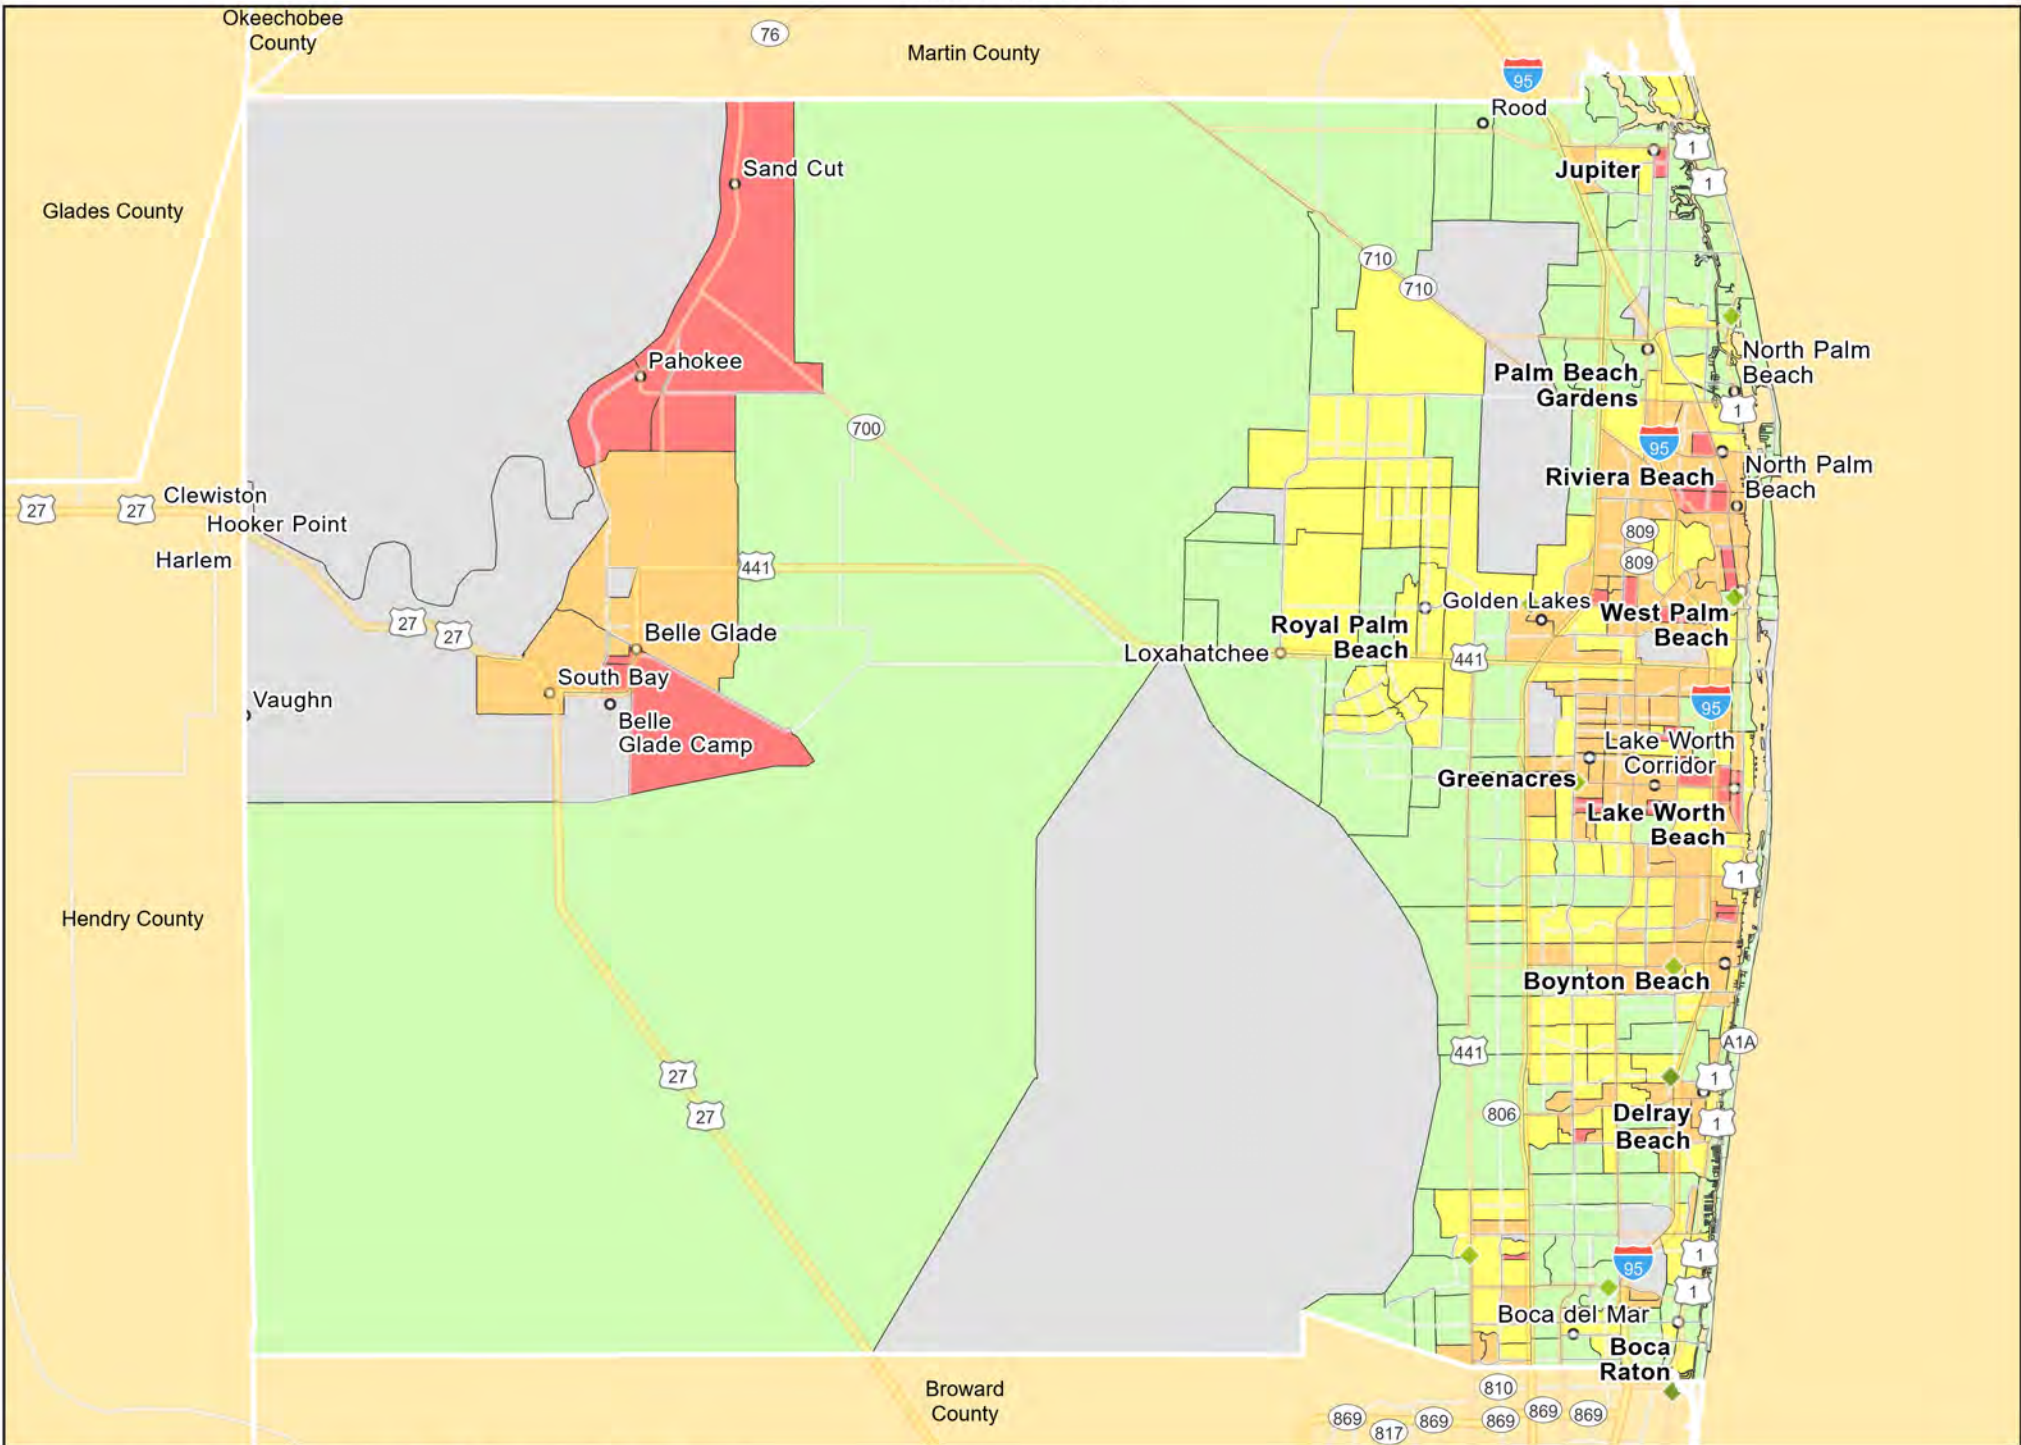 Okeechobee
County
76
Martin County
95
Rood
1
Sand Cut
Jupiter
1
Glades County
710
710
Pahokee
North Palm
Beach
Palm Beach
Gardens
1
700
95
North Palm
Beach
Riviera Beach
Clewiston
27
27
Hooker Point
809
Harlem
441
809
Golden Lakes
West Palm
Beach
27
27
Belle Glade
Royal Palm
Beach
Loxahatchee
441
South Bay
Vaughn
95
Belle
Glade Camp
Lake Worth
Corridor
Greenacres
Lake Worth
Beach
1
Hendry County
Boynton Beach
441
A1A
27
1
27
806
Delray
Beach
1
1
95
1
Boca del Mar
Boca
Raton
Broward
County
810
869
817
869
869
869
869